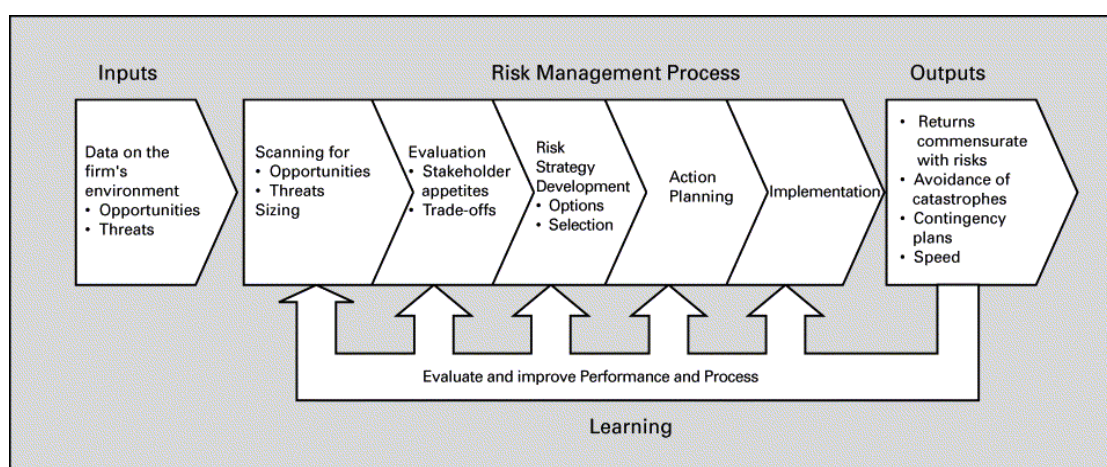 Inputs
Risk Management Process
Outputs
Data on the
firm's
environment
• Opportunities
• Threats
Scanning for
• Opportunities
• Threats
Sizing
Evaluation
• Stakeholder
appetites
• Trade-offs
Risk
Strategy
Development
• Options
• Selection
Action
Planning
Implementation
• Returns
commensurate
with risks
• Avoidance of
catastrophes
• Contingency
plans
• Speed
Evaluate and improve Performance and Process
Learning